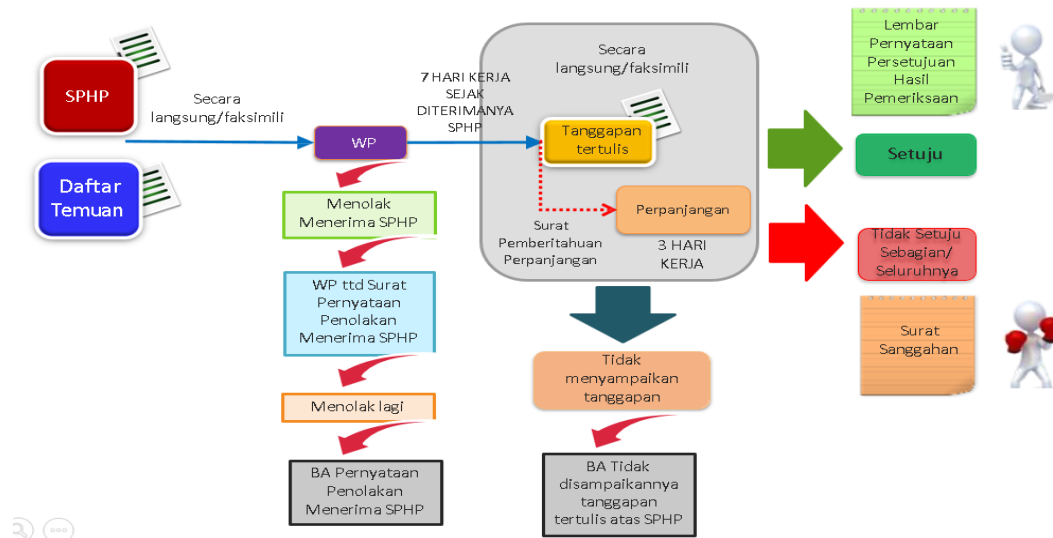 SPHP
Daftar
Temuan
Secara
langsung/faksimili
WP
7 HARI KERJA
SEJAK
DITERIMANYA
SPHP
Menolak
Menerima SPHP
WP ttd Surat
Pernyataan
Penolakan
Menerima SPHP
Menolak lagi
BA Pernyataan
Penolakan
Menerima SPHP
Secara
langsung/faksimili
Tanggapan
tertulis
Perpanjangan
Surat
Pemberitahuan
Perpanjangan
3 HARI
KERJA
Tidak
menyampaikan
tanggapan
BA Tidak
disampaikannya
tanggapan
tertulis atas SPHP
Lembar
Pernyataan
Persetujuan
Hasil
Pemeriksaan
Setuju
Tidak Setuju
Sebagian/
Seluruhnya
Surat
Sanggahan